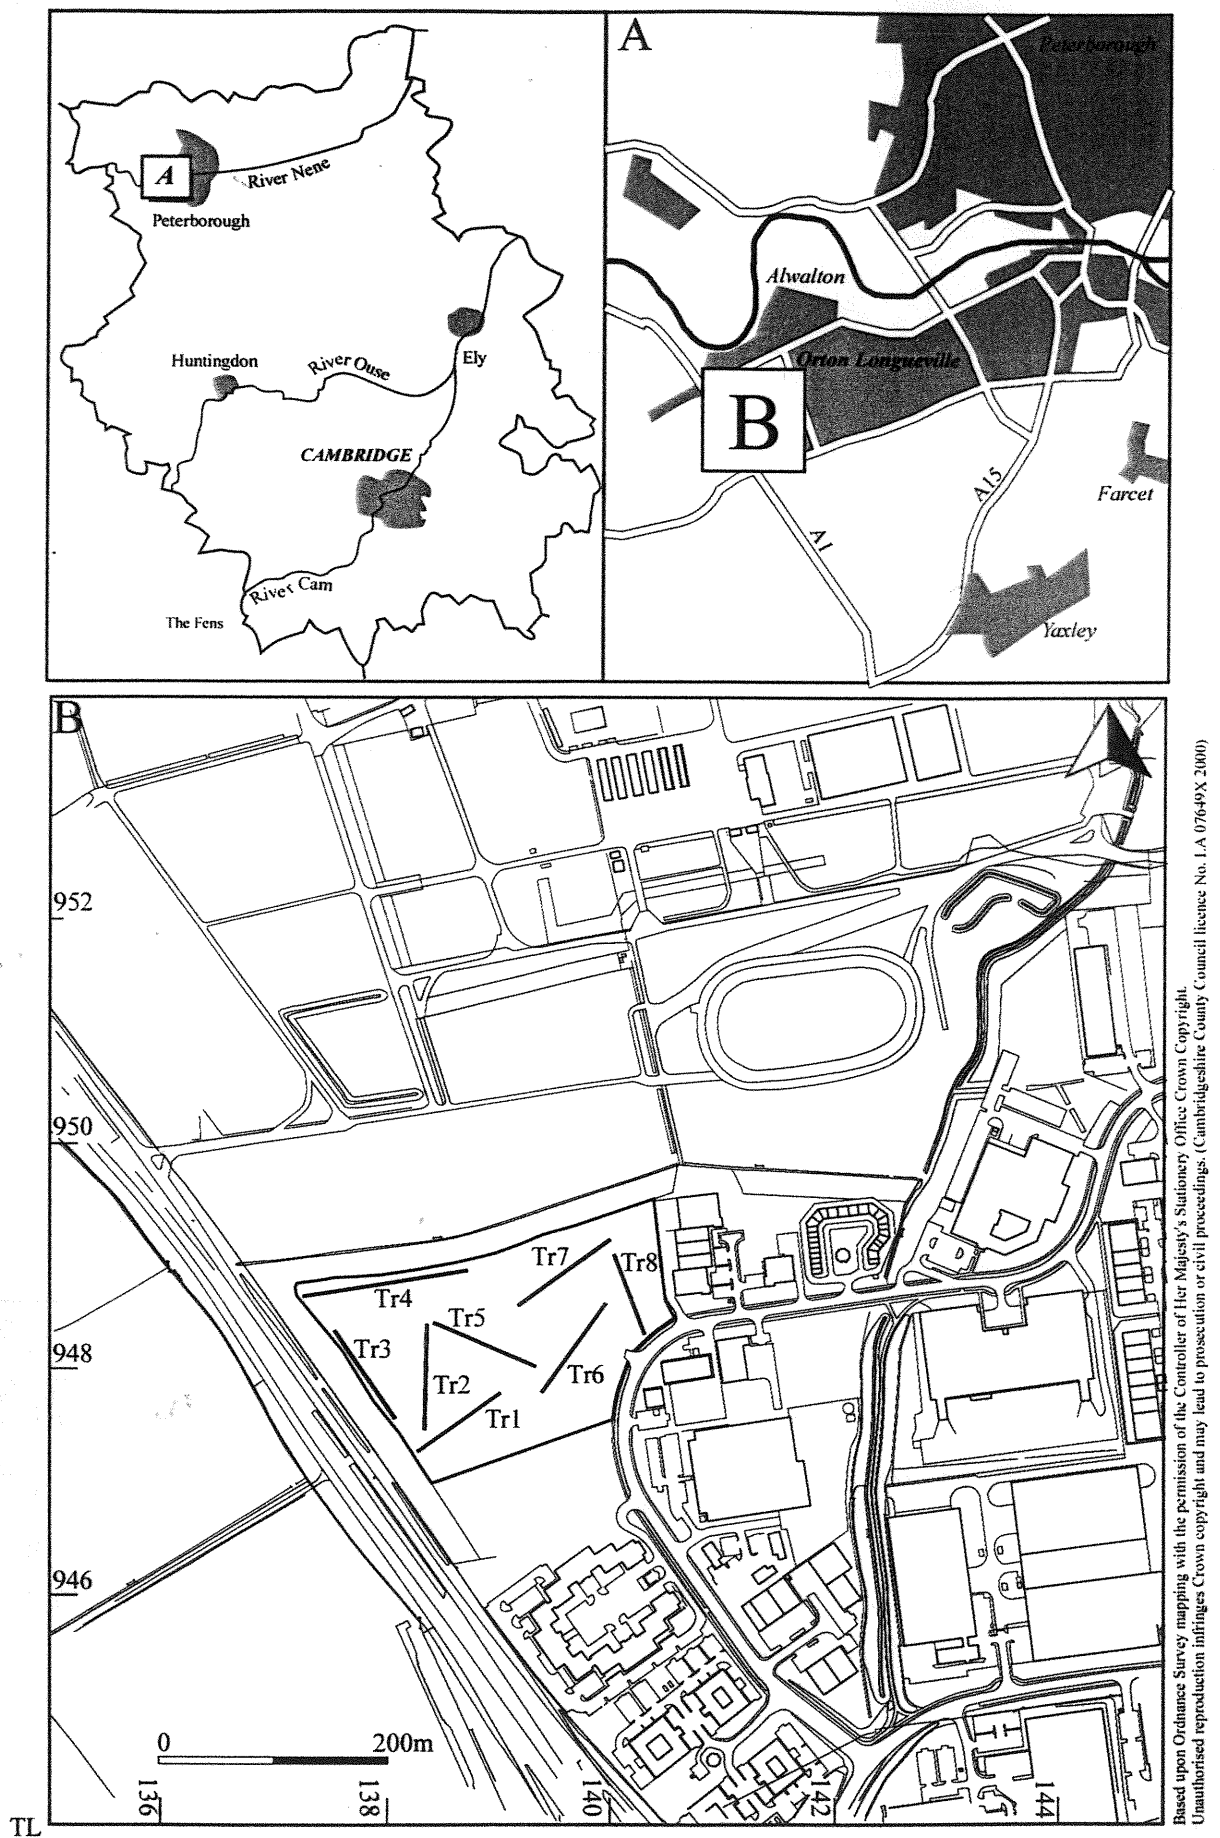 A
River Nene
Peterborough
Huntingdon
River Ouse
Ely
CAMBRIDGE
River Cam
The Fens
A
Peterborough
Alwalton
Orton Longueville
B
A15
A1
Farcet
Yaxley
B
952
950
948
946
Tr7
Tr8
Tr4
Tr5
Tr3
Tr2
Tr6
Tr1
0 200m
136
138
140
142
144
TL
Based upon Ordnance Survey mapping with the permission of the Controller of Her Majesty's Stationery Office Crown Copyright.
Unauthorised reproduction infringes Crown copyright and may lead to prosecution or civil proceedings. (Cambridgeshire County Council licence No. LA 07649X 2000)